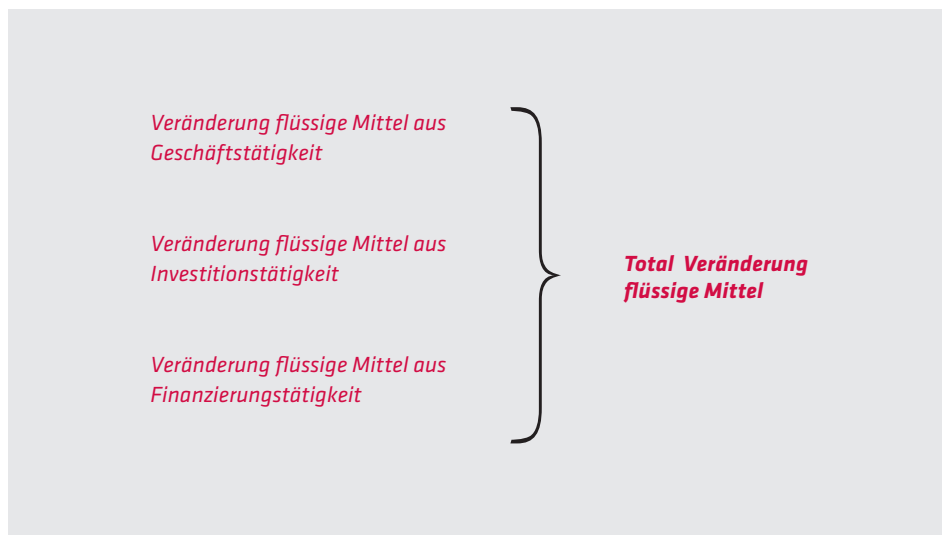 Veränderung flüssige Mittel aus
Geschäftstätigkeit
Veränderung flüssige Mittel aus
Investitionstätigkeit
Veränderung flüssige Mittel aus
Finanzierungstätigkeit
Total Veränderung
flüssige Mittel